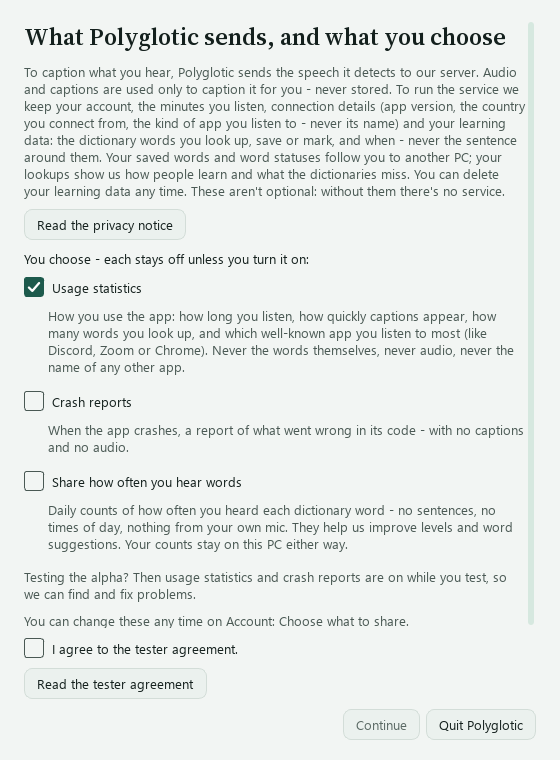 What Polyglotic sends, and what you choose
To caption what you hear, Polyglotic sends the speech it detects to our server. Audio
and captions are used only to caption it for you - never stored. To run the service we
keep your account, the minutes you listen, connection details (app version, the country
you connect from, the kind of app you listen to - never its name) and your learning
data: the dictionary words you look up, save or mark, and when - never the sentence
around them. Your saved words and word statuses follow you to another PC; your
lookups show us how people learn and what the dictionaries miss. You can delete
your learning data any time. These aren't optional: without them there's no service.
Read the privacy notice
You choose - each stays off unless you turn it on:
Usage statistics
How you use the app: how long you listen, how quickly captions appear, how
many words you look up, and which well-known app you listen to most (like
Discord, Zoom or Chrome). Never the words themselves, never audio, never the
name of any other app.
Crash reports
When the app crashes, a report of what went wrong in its code - with no captions
and no audio.
Share how often you hear words
Daily counts of how often you heard each dictionary word - no sentences, no
times of day, nothing from your own mic. They help us improve levels and word
suggestions. Your counts stay on this PC either way.
Testing the alpha? Then usage statistics and crash reports are on while you test, so
we can find and fix problems.
You can change these any time on Account: Choose what to share.
I agree to the tester agreement.
Read the tester agreement
Continue
Quit Polyglotic